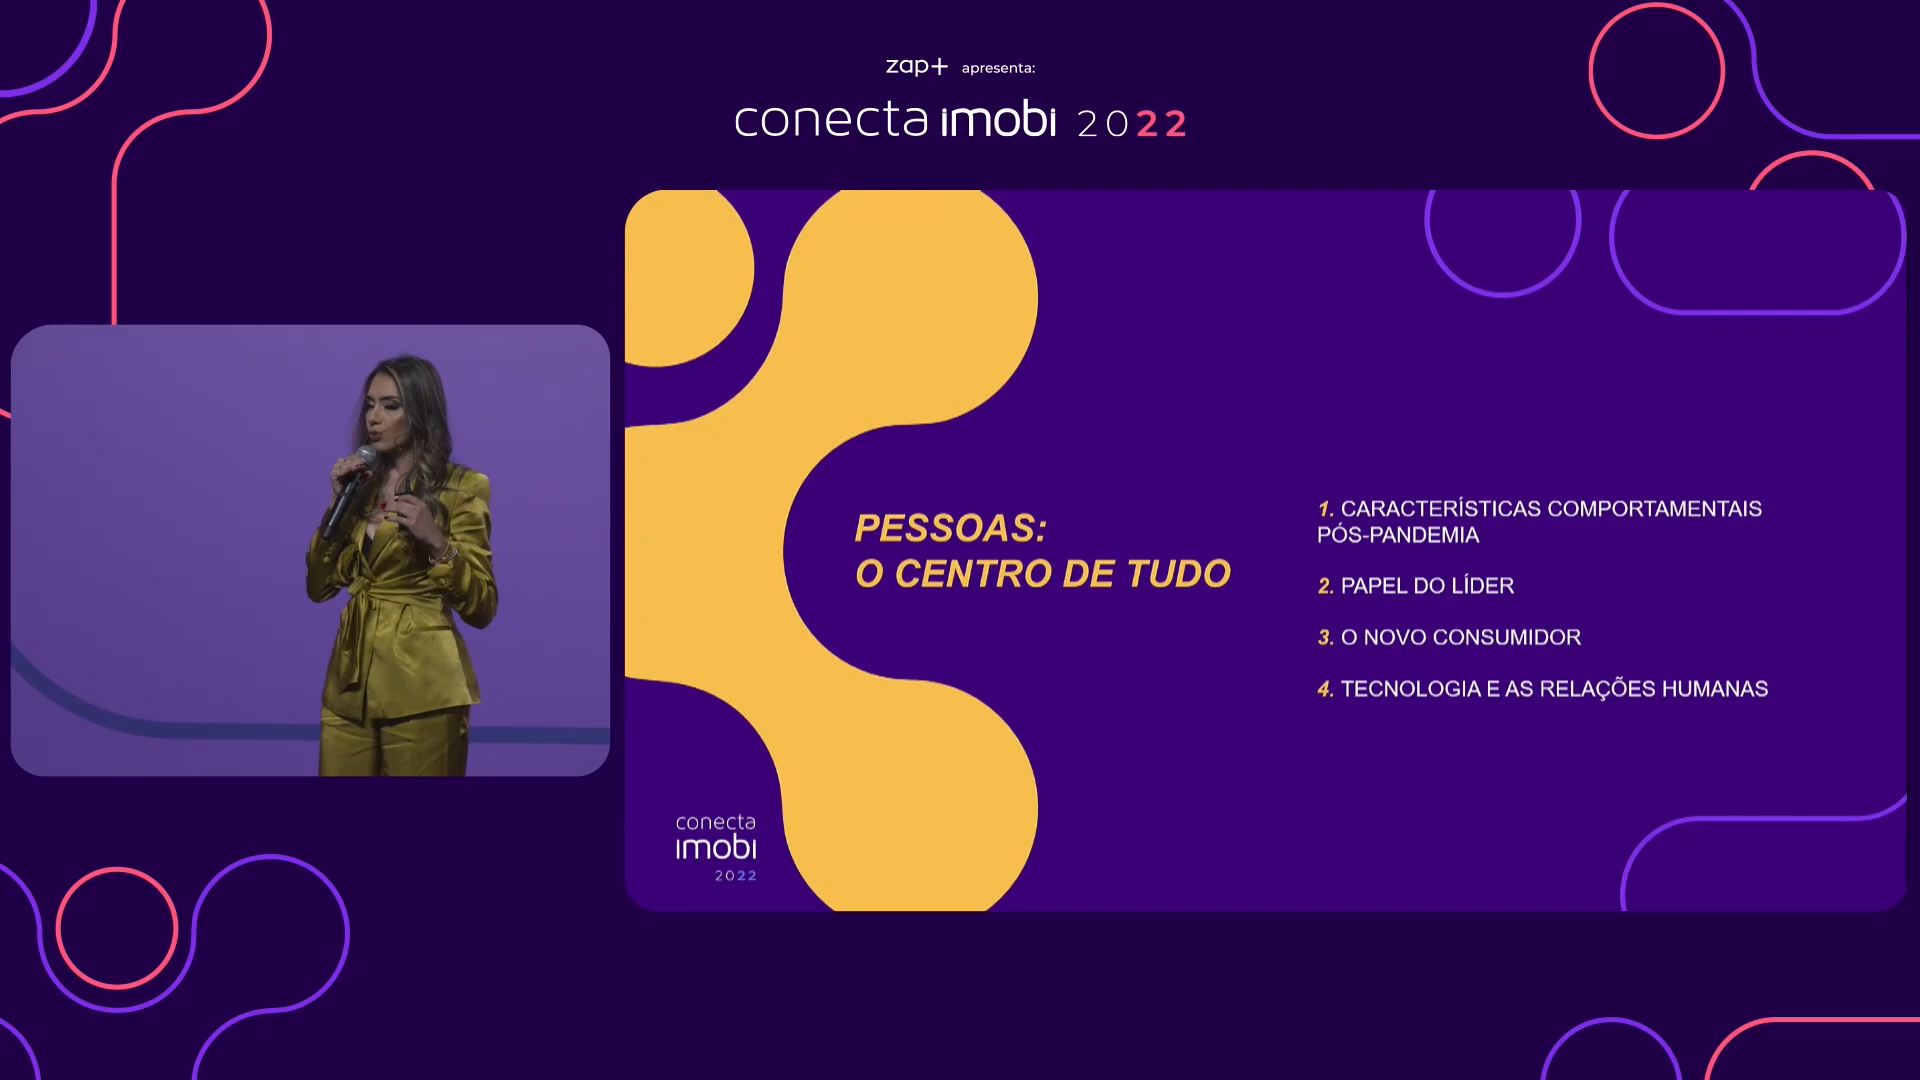 zap+ apresenta:
conecta imobi 2022
PESSOAS:
O CENTRO DE TUDO
1. CARACTERÍSTICAS COMPORTAMENTAIS
PÓS-PANDEMIA
2. PAPEL DO LÍDER
3. O NOVO CONSUMIDOR
4. TECNOLOGIA E AS RELAÇÕES HUMANAS
conecta
imobi
2022